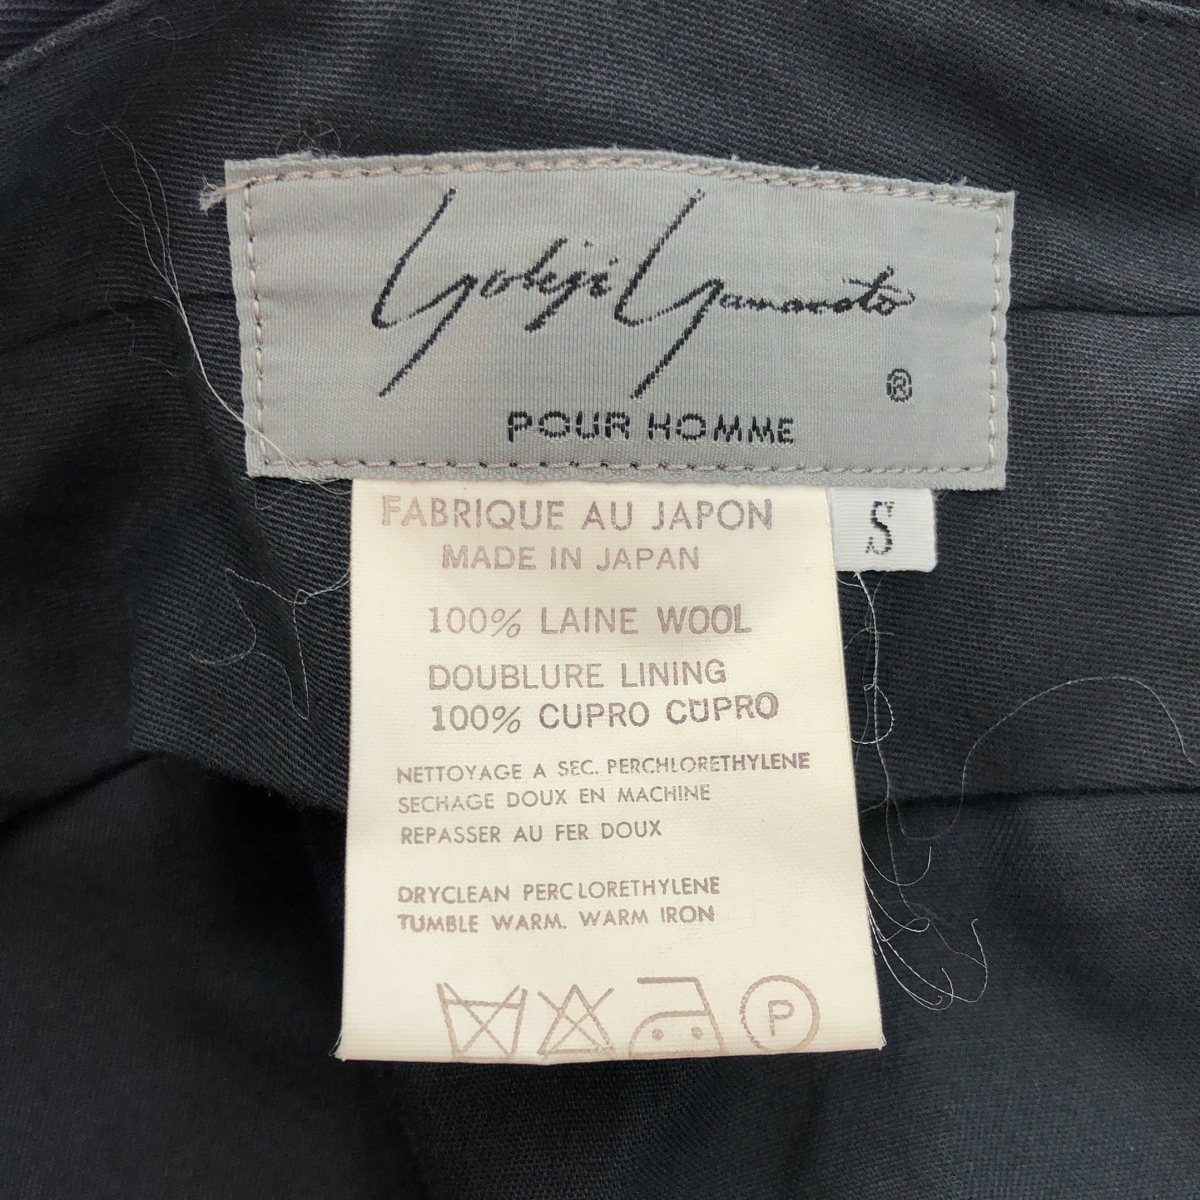 Yohji Yamamoto
®
POUR HOMME
S
FABRIQUE AU JAPON
MADE IN JAPAN
100% LAINE WOOL
DOUBLURE LINING
100% CUPRO CUPRO
NETTOYAGE A SEC. PERCHLORETHYLENE
SECHAGE DOUX EN MACHINE
REPASSER AU FER DOUX
DRYCLEAN PERCLORETHYLENE
TUMBLE WARM. WARM IRON
P